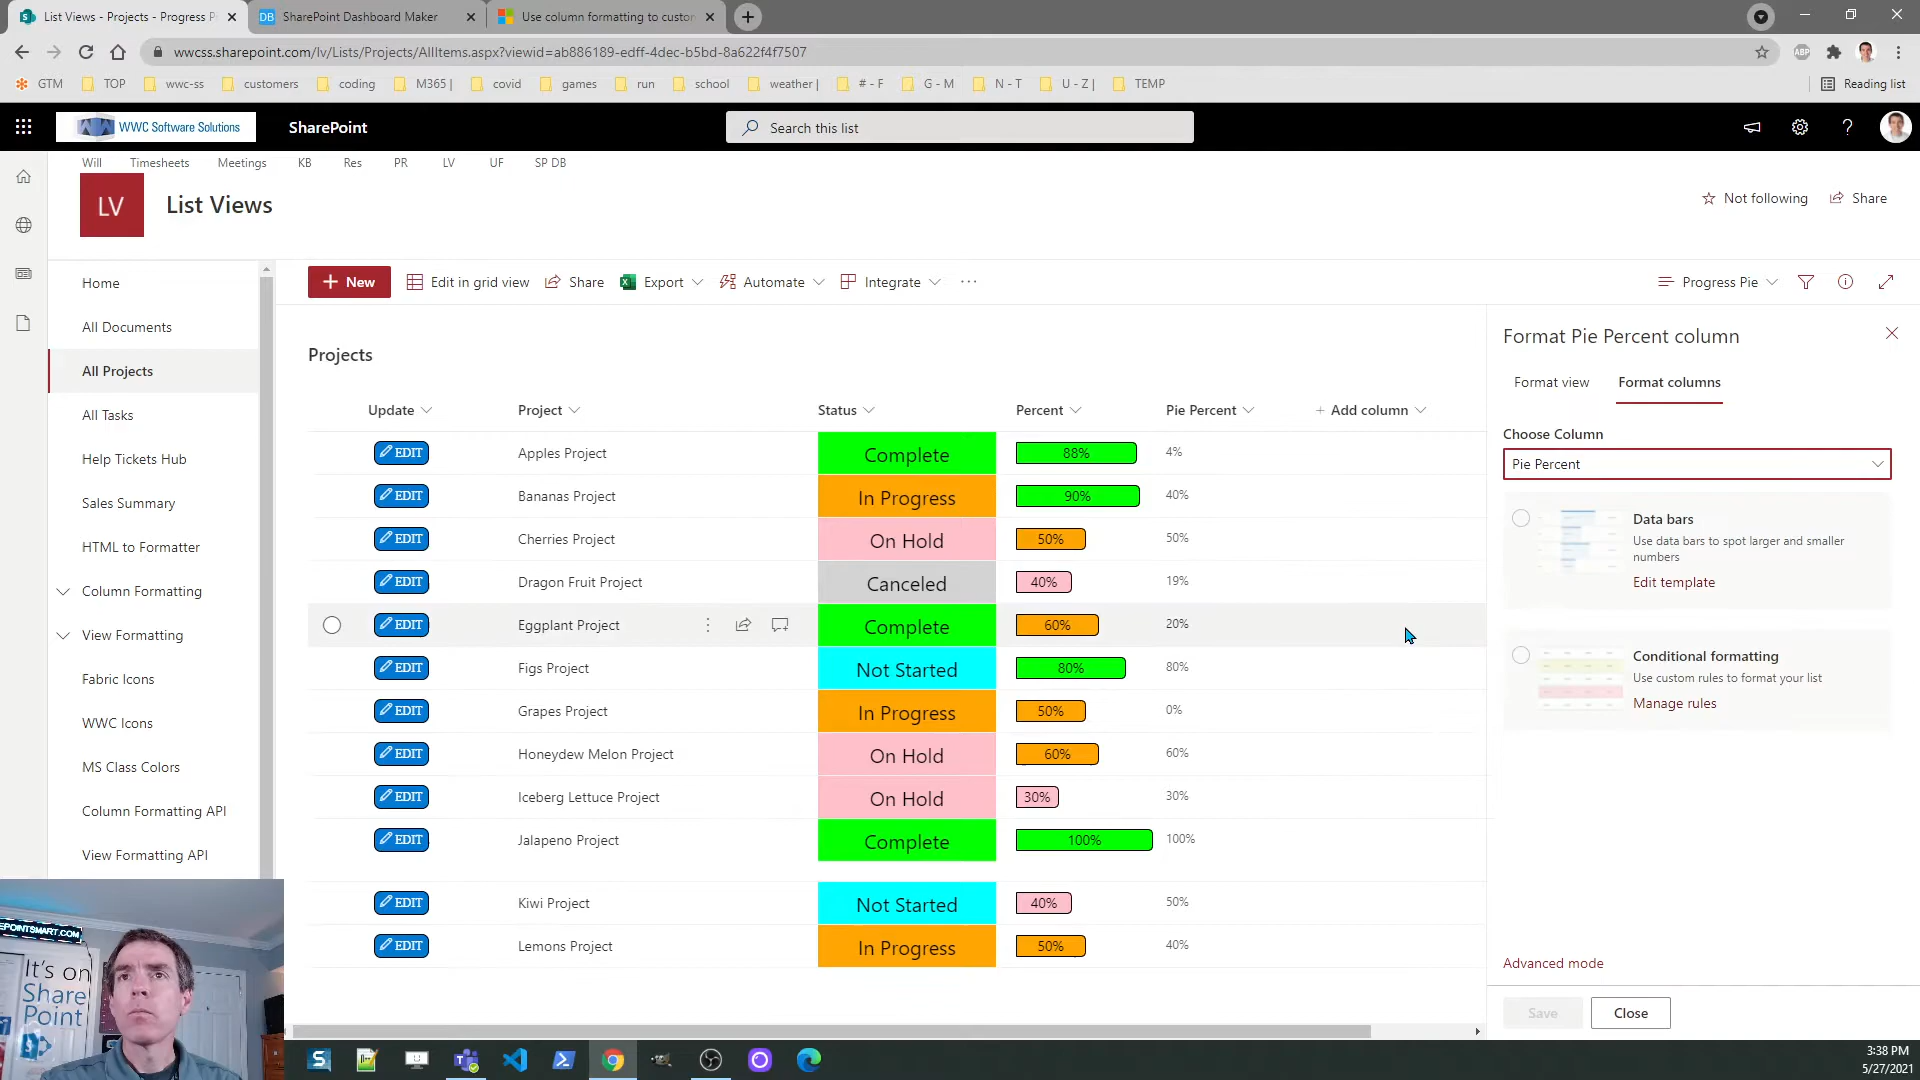 List Views - Projects - Progress P
SharePoint Dashboard Maker
Use column formatting to custor
wwcss.sharepoint.com/lv/Lists/Projects/AllItems.aspx?viewid=ab886189-edff-4dec-b5bd-8a622f4f7507
ABP
GTM TOP wwc-ss customers coding M365 | covid games run school weather | # - F G - M N - T U - Z | TEMP Reading list
WWC Software Solutions SharePoint Search this list
Will Timesheets Meetings KB Res PR LV UF SP DB
LV List Views
Not following Share
Home
All Documents
All Projects
All Tasks
Help Tickets Hub
Sales Summary
HTML to Formatter
Column Formatting
View Formatting
Fabric Icons
WWC Icons
MS Class Colors
Column Formatting API
View Formatting API
New Edit in grid view Share Export Automate Integrate Progress Pie
Projects
Update Project Status Percent Pie Percent Add column
EDIT Apples Project Complete 88% 4%
EDIT Bananas Project In Progress 90% 40%
EDIT Cherries Project On Hold 50% 50%
EDIT Dragon Fruit Project Canceled 40% 19%
EDIT Eggplant Project Complete 60% 20%
EDIT Figs Project Not Started 80% 80%
EDIT Grapes Project In Progress 50% 0%
EDIT Honeydew Melon Project On Hold 60% 60%
EDIT Iceberg Lettuce Project On Hold 30% 30%
EDIT Jalapeno Project Complete 100% 100%
EDIT Kiwi Project Not Started 40% 50%
EDIT Lemons Project In Progress 50% 40%
Format Pie Percent column
Format view Format columns
Choose Column
Pie Percent
Data bars
Use data bars to spot larger and smaller
numbers
Edit template
Conditional formatting
Use custom rules to format your list
Manage rules
Advanced mode
Save Close
EPOINTSMART.COM
It's on
Share
Point
3:38 PM
5/27/2021